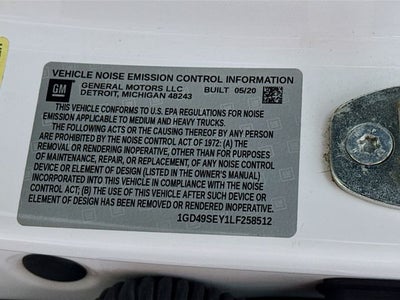 VEHICLE NOISE EMISSION CONTROL INFORMATION
GM GENERAL MOTORS LLC BUILT 05/20
DETROIT, MICHIGAN 48243
THIS VEHICLE CONFORMS TO U.S. EPA REGULATIONS FOR NOISE
EMISSION APPLICABLE TO MEDIUM AND HEAVY TRUCKS.
THE FOLLOWING ACTS OR THE CAUSING THEREOF BY ANY PERSON
ARE PROHIBITED BY THE NOISE CONTROL ACT OF 1972: (A) THE
REMOVAL OR RENDERING INOPERATIVE, OTHER THAN FOR PURPOSES
OF MAINTENANCE, REPAIR, OR REPLACEMENT, OF ANY NOISE CONTROL
DEVICE OR ELEMENT OF DESIGN (LISTED IN THE OWNER'S MANUAL)
INCORPORATED INTO THIS VEHICLE IN COMPLIANCE WITH THE NOISE
CONTROL ACT; (B) THE USE OF THIS VEHICLE AFTER SUCH DEVICE OR
ELEMENT OF DESIGN HAS BEEN REMOVED OR RENDERED INOPERATIVE.
1GD49SEY1LF258512